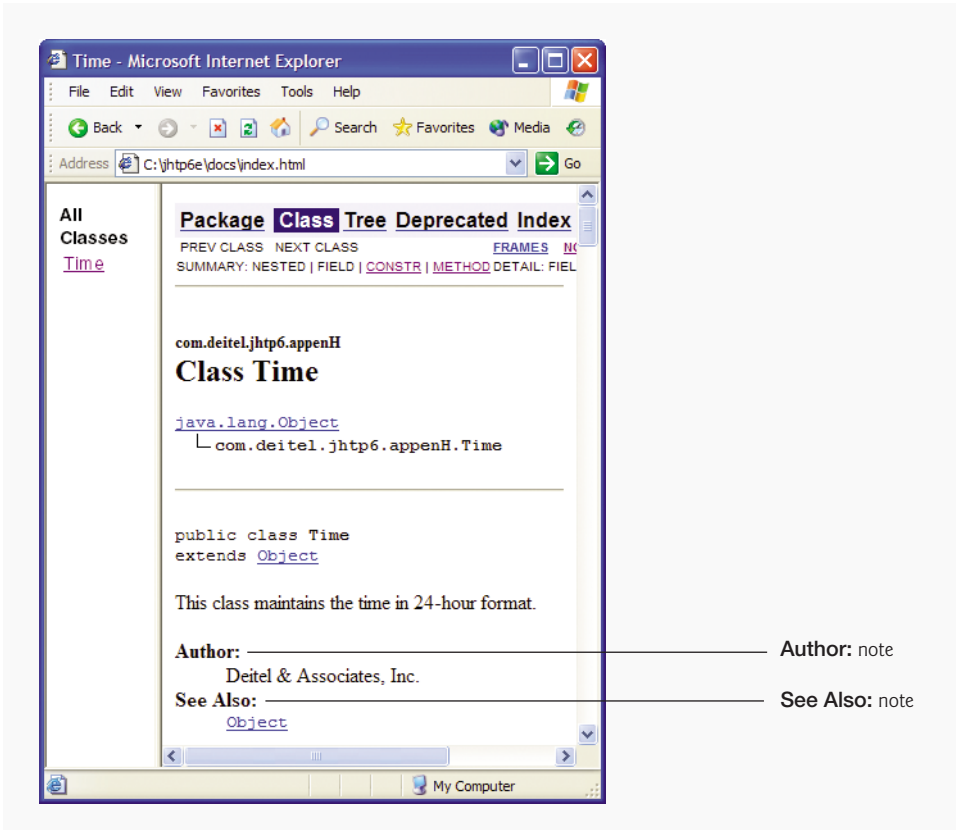 Time - Microsoft Internet Explorer
File Edit View Favorites Tools Help
Back Search Favorites Media
Address C:\jhtp6e\docs\index.html Go
All
Classes
Time
Package Class Tree Deprecated Index
PREV CLASS NEXT CLASS FRAMES
SUMMARY: NESTED | FIELD | CONSTR | METHOD DETAIL: FIEL
com.deitel.jhtp6.appenH
Class Time
java.lang.Object
com.deitel.jhtp6.appenH.Time
public class Time
extends Object
This class maintains the time in 24-hour format.
Author:
Deitel & Associates, Inc.
See Also:
Object
Author: note
See Also: note
My Computer